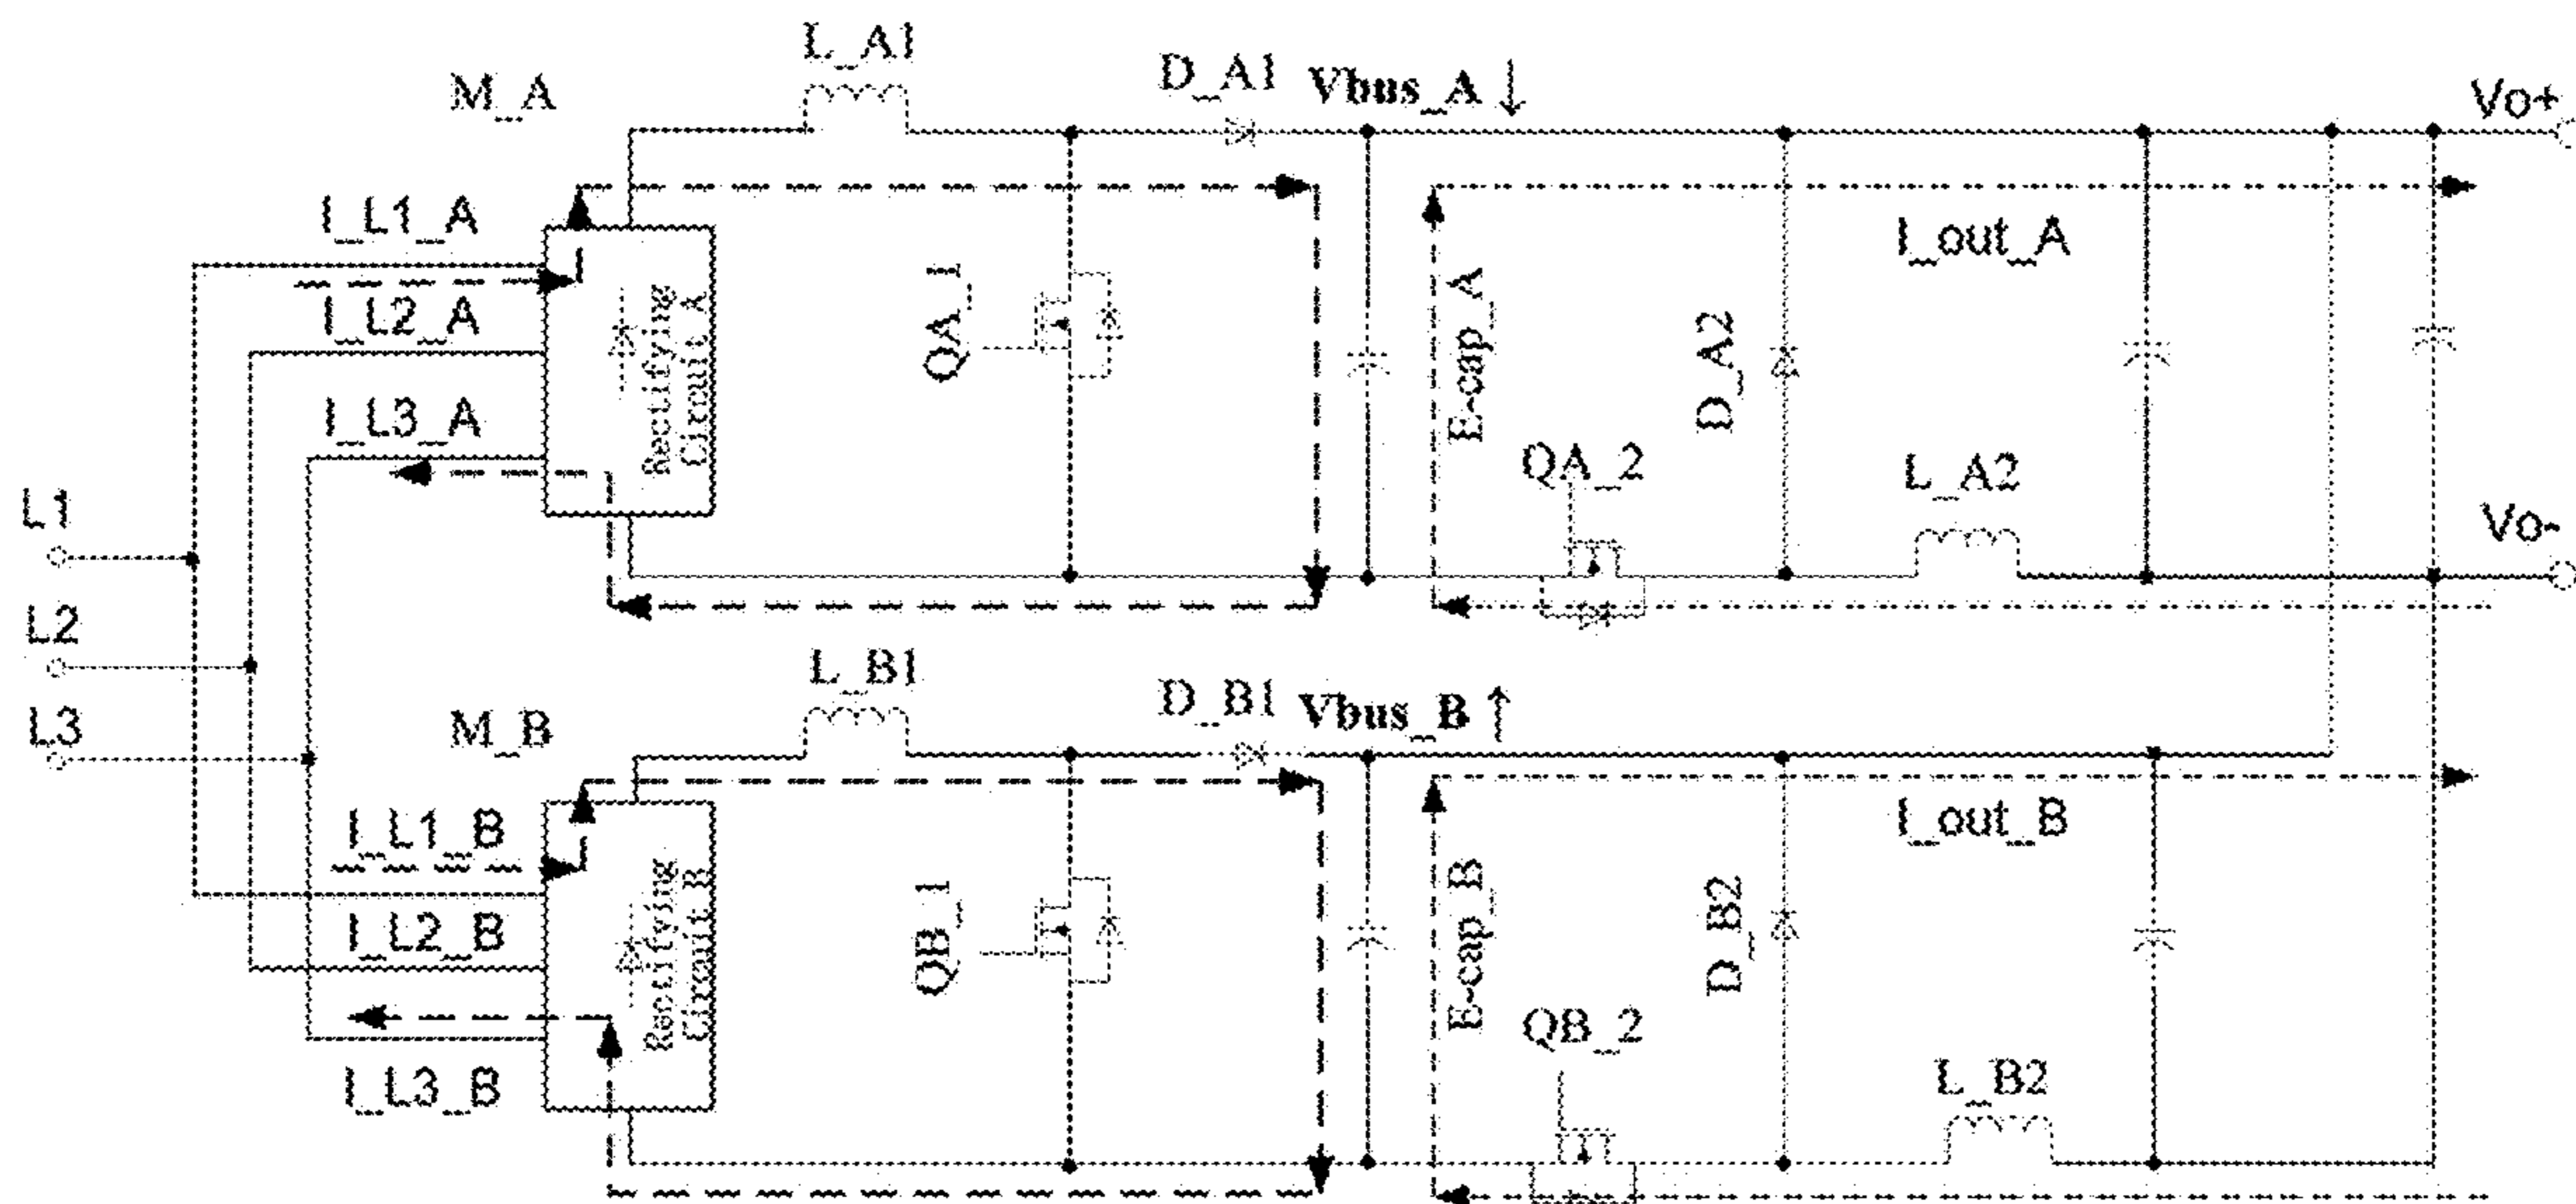 L_A1
M_A
D_A1
Vbus_A ↓
Vo+
I_L1_A
I_L2_A
I_L3_A
Rectifying
Circuit A
QA_1
E-cap_A
D_A2
I_out_A
QA_2
L_A2
Vo-
L1
L2
L3
L_B1
M_B
D_B1
Vbus_B ↑
I_L1_B
I_L2_B
I_L3_B
Rectifying
Circuit B
QB_1
E-cap_B
D_B2
I_out_B
QB_2
L_B2